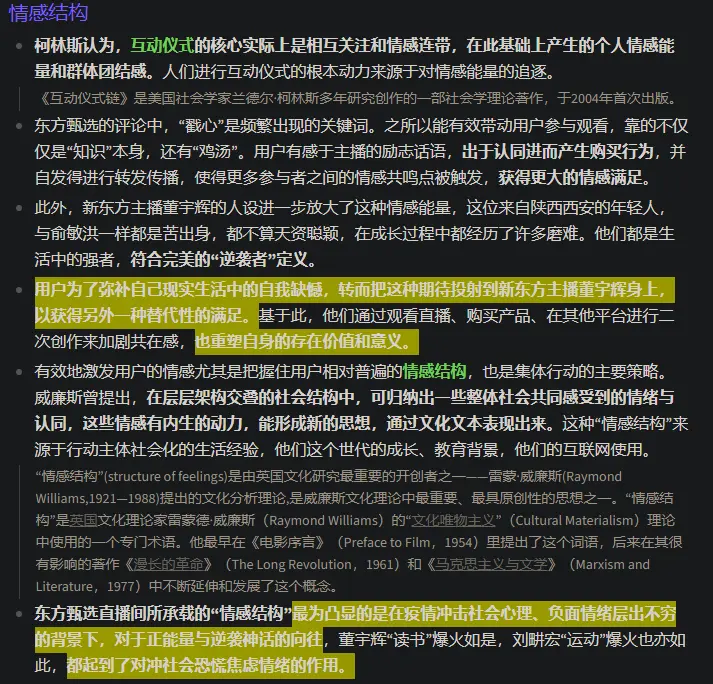 情感结构
柯林斯认为，互动仪式的核心实际上是相互关注和情感连带，在此基础上产生的个人情感能
量和群体团结感。人们进行互动仪式的根本动力来源于对情感能量的追逐。
《互动仪式链》是美国社会学家兰德尔·柯林斯多年研究创作的一部社会学理论著作，于2004年首次出版。
东方甄选的评论中，“戳心”是频繁出现的关键词。之所以能有效带动用户参与观看，靠的不仅
仅是“知识”本身，还有“鸡汤”。用户有感于主播的励志话语，出于认同进而产生购买行为，并
自发得进行转发传播，使得更多参与者之间的情感共鸣点被触发，获得更大的情感满足。
此外，新东方主播董宇辉的人设进一步放大了这种情感能量，这位来自陕西西安的年轻人，
与俞敏洪一样都是苦出身，都不算天资聪颖，在成长过程中都经历了许多磨难。他们都是生
活中的强者，符合完美的“逆袭者”定义。
用户为了弥补自己现实生活中的自我缺憾，转而把这种期待投射到新东方主播董宇辉身上，
以获得另外一种替代性的满足。基于此，他们通过观看直播、购买产品、在其他平台进行二
次创作来加剧共在感，也重塑自身的存在价值和意义。
有效地激发用户的情感尤其是把握住用户相对普遍的情感结构，也是集体行动的主要策略。
威廉斯曾提出，在层层架构交叠的社会结构中，可归纳出一些整体社会共同感受到的情绪与
认同，这些情感有内生的动力，能形成新的思想，通过文化文本表现出来。这种“情感结构”来
源于行动主体社会化的生活经验，他们这个世代的成长、教育背景，他们的互联网使用。
“情感结构”(structure of feelings)是由英国文化研究最重要的开创者之一——雷蒙·威廉斯(Raymond
Williams,1921—1988)提出的文化分析理论,是威廉斯文化理论中最重要、最具原创性的思想之一。“情感结
构”是英国文化理论家雷蒙德·威廉斯（Raymond Williams）的“文化唯物主义”（Cultural Materialism）理论
中使用的一个专门术语。他最早在《电影序言》（Preface to Film，1954）里提出了这个词语，后来在其很
有影响的著作《漫长的革命》（The Long Revolution，1961）和《马克思主义与文学》（Marxism and
Literature，1977）中不断延伸和发展了这个概念。
东方甄选直播间所承载的“情感结构”最为凸显的是在疫情冲击社会心理、负面情绪层出不穷
的背景下，对于正能量与逆袭神话的向往，董宇辉“读书”爆火如是，刘畊宏“运动”爆火也亦如
此，都起到了对冲社会恐慌焦虑情绪的作用。